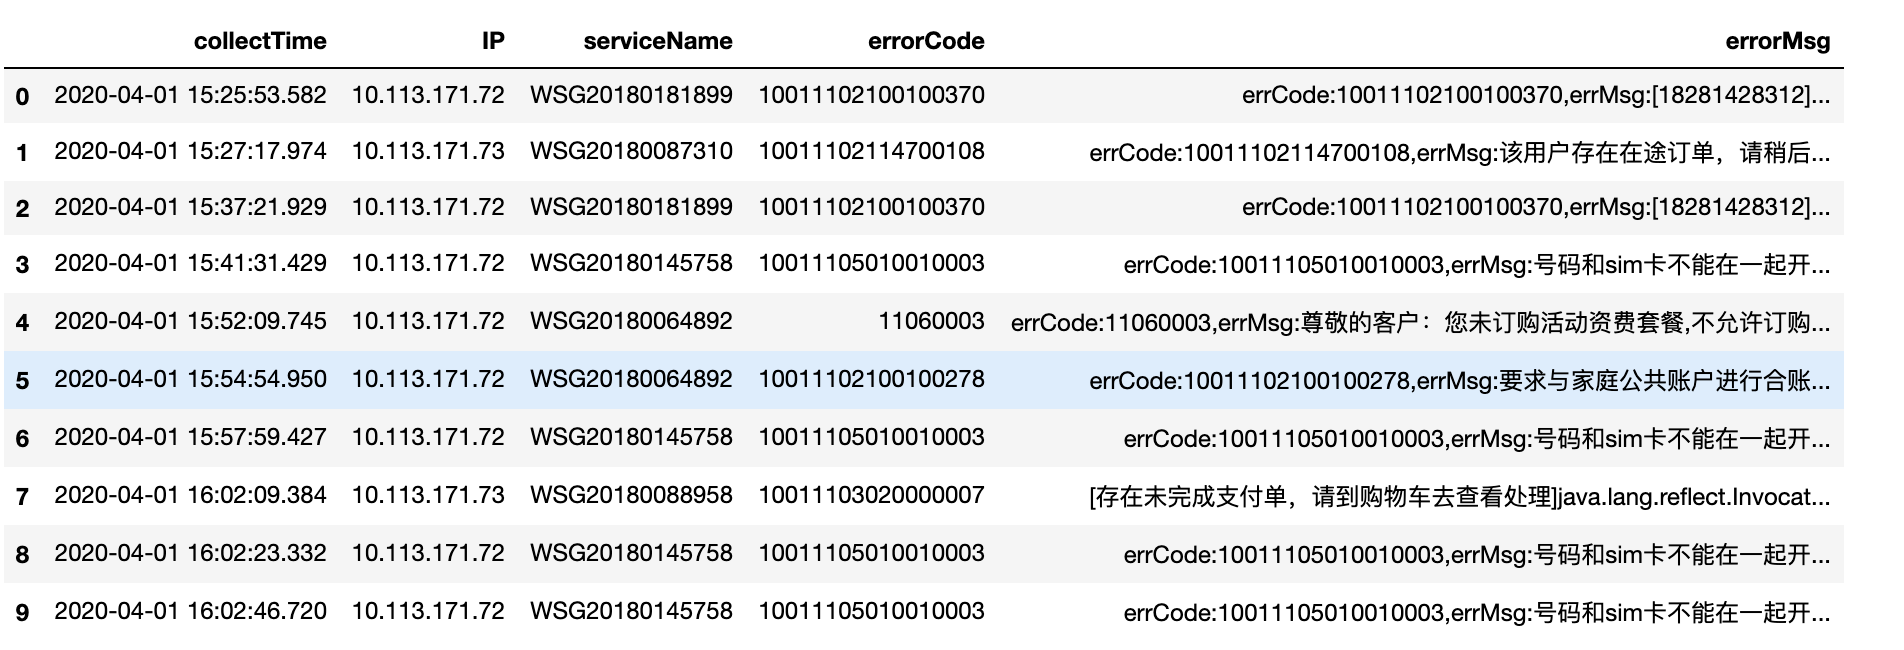 collectTime IP serviceName errorCode errorMsg
0 2020-04-01 15:25:53.582 10.113.171.72 WSG20180181899 10011102100100370 errCode:10011102100100370,errMsg:[18281428312]...
1 2020-04-01 15:27:17.974 10.113.171.73 WSG20180087310 10011102114700108 errCode:10011102114700108,errMsg:该用户存在在途订单，请稍后...
2 2020-04-01 15:37:21.929 10.113.171.72 WSG20180181899 10011102100100370 errCode:10011102100100370,errMsg:[18281428312]...
3 2020-04-01 15:41:31.429 10.113.171.72 WSG20180145758 10011105010010003 errCode:10011105010010003,errMsg:号码和sim卡不能在一起开...
4 2020-04-01 15:52:09.745 10.113.171.72 WSG20180064892 11060003 errCode:11060003,errMsg:尊敬的客户：您未订购活动资费套餐,不允许订购...
5 2020-04-01 15:54:54.950 10.113.171.72 WSG20180064892 10011102100100278 errCode:10011102100100278,errMsg:要求与家庭公共账户进行合账...
6 2020-04-01 15:57:59.427 10.113.171.72 WSG20180145758 10011105010010003 errCode:10011105010010003,errMsg:号码和sim卡不能在一起开...
7 2020-04-01 16:02:09.384 10.113.171.73 WSG20180088958 10011103020000007 [存在未完成支付单，请到购物车去查看处理]java.lang.reflect.Invocat...
8 2020-04-01 16:02:23.332 10.113.171.72 WSG20180145758 10011105010010003 errCode:10011105010010003,errMsg:号码和sim卡不能在一起开...
9 2020-04-01 16:02:46.720 10.113.171.72 WSG20180145758 10011105010010003 errCode:10011105010010003,errMsg:号码和sim卡不能在一起开...